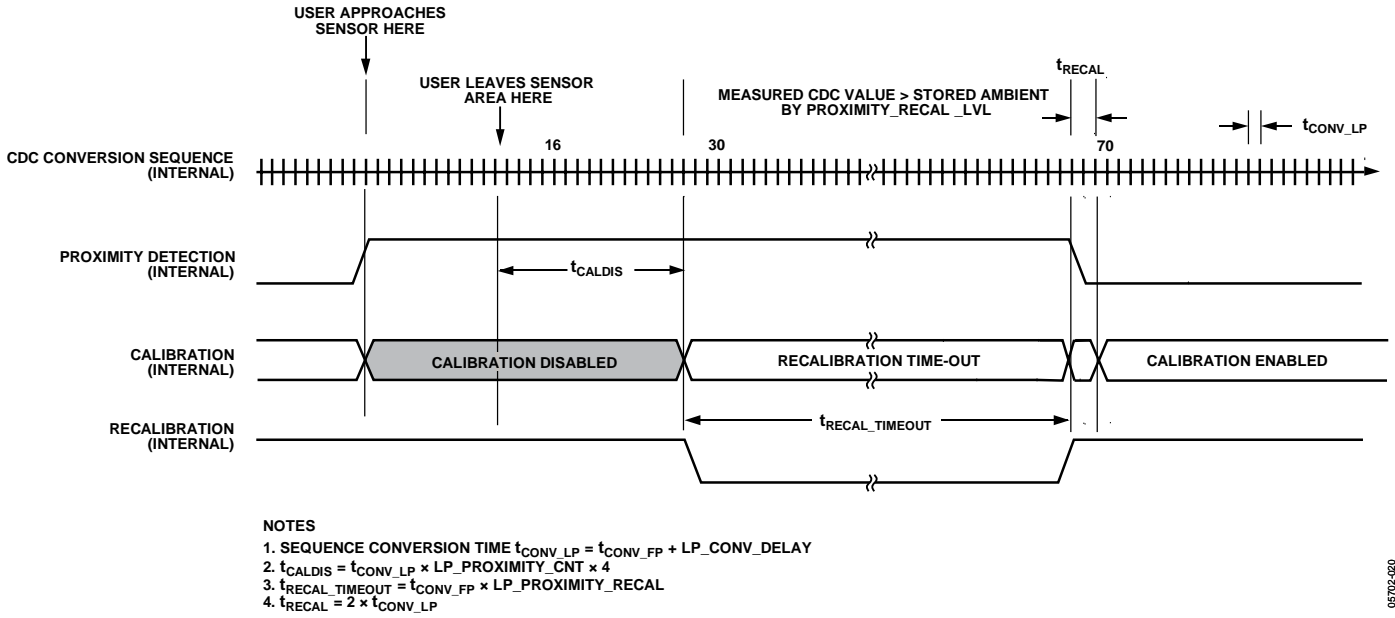 USER APPROACHES
SENSOR HERE
USER LEAVES SENSOR
AREA HERE
MEASURED CDC VALUE > STORED AMBIENT
BY PROXIMITY_RECAL _LVL
tRECAL
tCONV_LP
CDC CONVERSION SEQUENCE
(INTERNAL)
16
30
70
PROXIMITY DETECTION
(INTERNAL)
tCALDIS
CALIBRATION
(INTERNAL)
CALIBRATION DISABLED
RECALIBRATION TIME-OUT
CALIBRATION ENABLED
RECALIBRATION
(INTERNAL)
tRECAL_TIMEOUT
NOTES
1. SEQUENCE CONVERSION TIME tCONV_LP = tCONV_FP + LP_CONV_DELAY
2. tCALDIS = tCONV_LP × LP_PROXIMITY_CNT × 4
3. tRECAL_TIMEOUT = tCONV_FP × LP_PROXIMITY_RECAL
4. tRECAL = 2 × tCONV_LP
05702-020